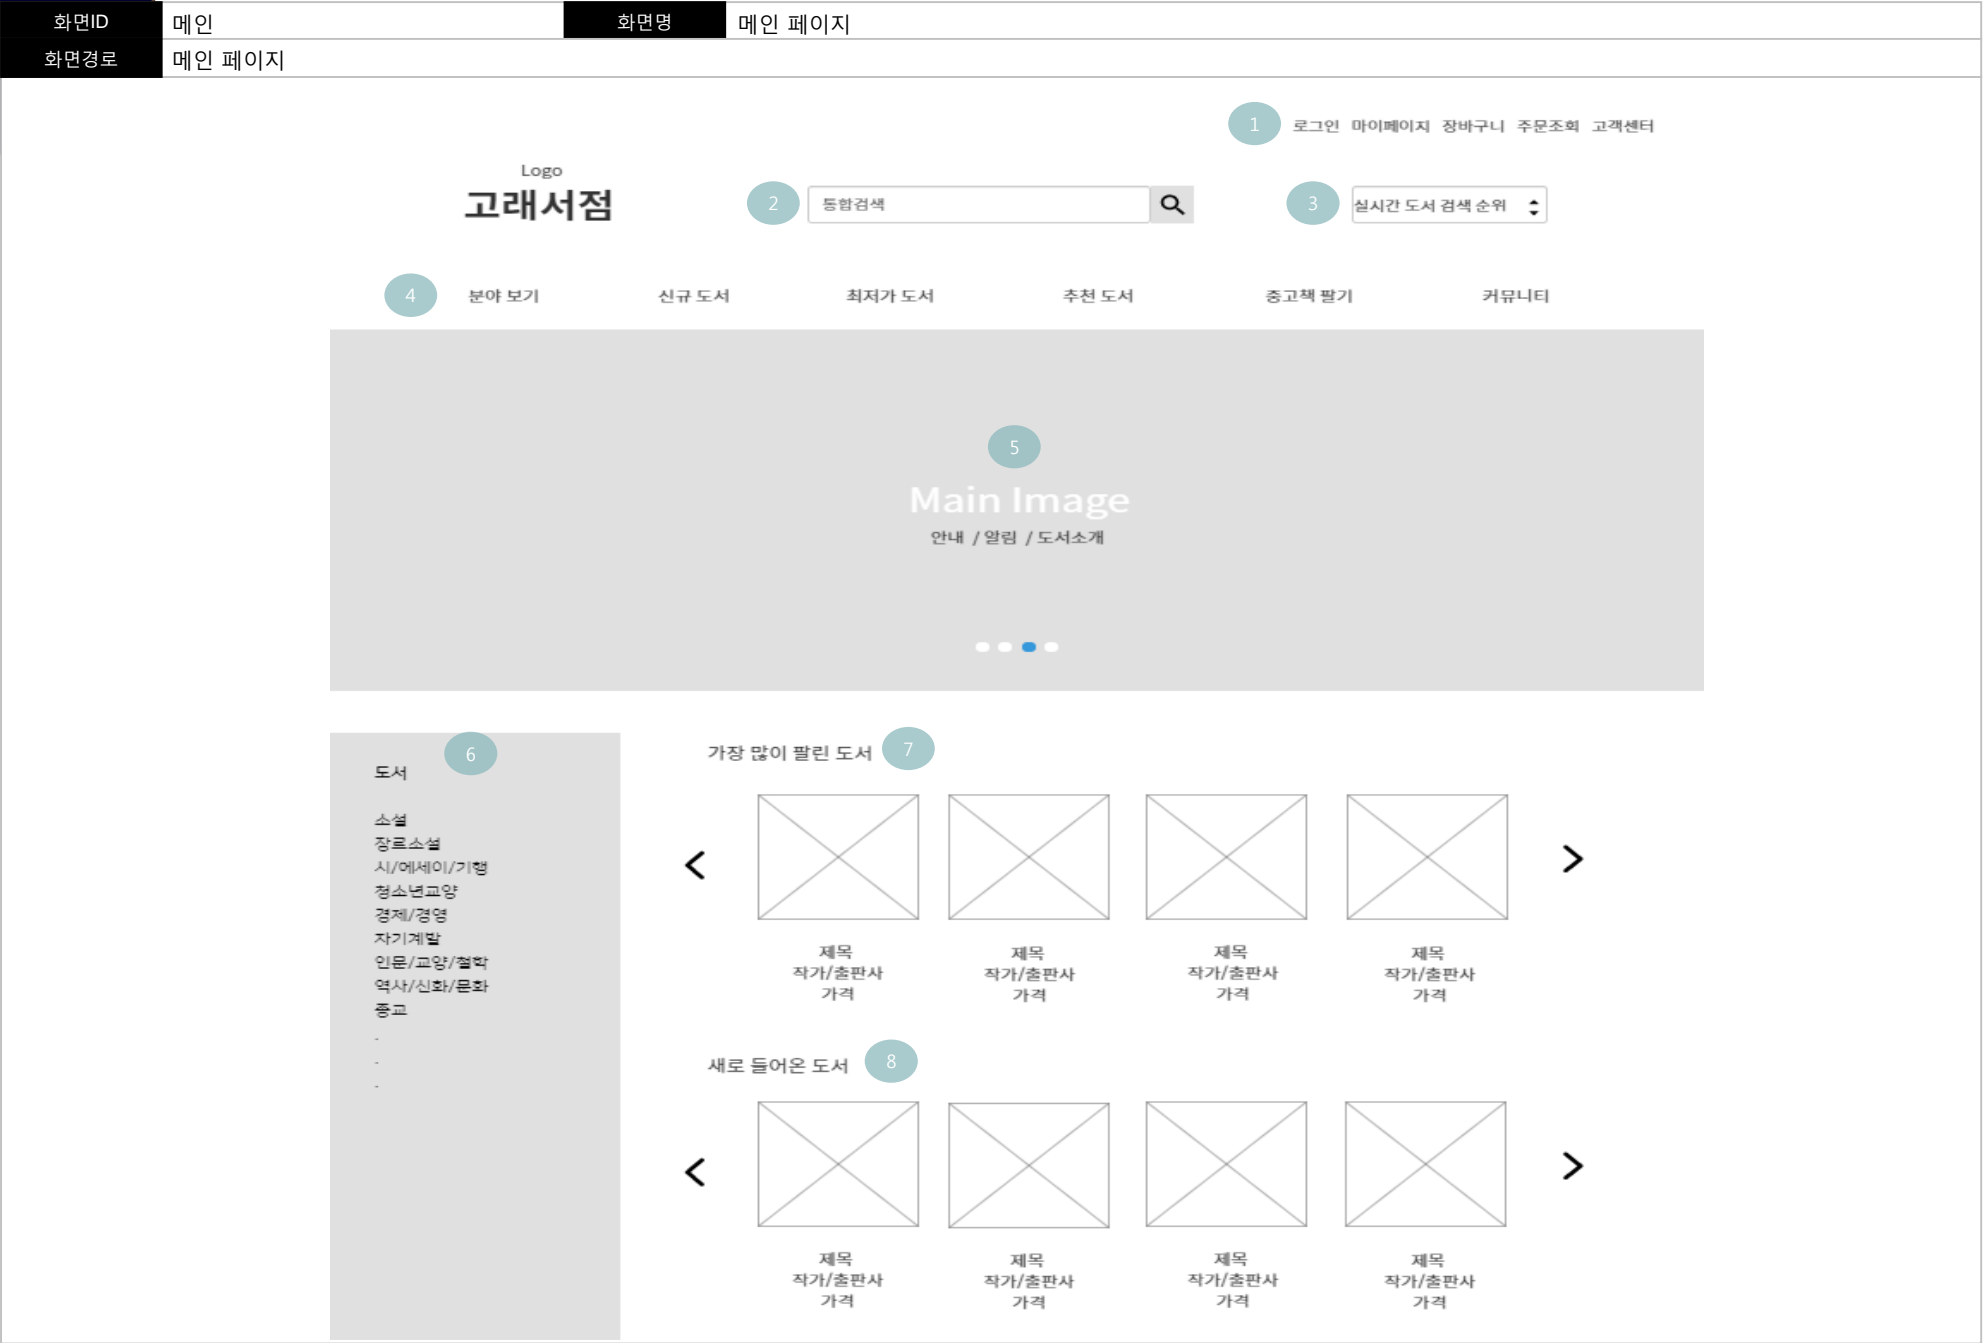 화면ID 메인 화면명 메인 페이지
화면경로 메인 페이지
1 로그인 마이페이지 장바구니 주문조회 고객센터
Logo
고래서점
2 통합검색
3 실시간 도서 검색 순위
4 분야 보기 신규 도서 최저가 도서 추천 도서 중고책 팔기 커뮤니티
5
Main Image
안내 / 알림 / 도서소개
6
도서
소설
장르소설
시/에세이/기행
청소년교양
경제/경영
자기계발
인문/교양/철학
역사/신화/문화
종교
.
.
.
가장 많이 팔린 도서 7
제목 제목 제목 제목
작가/출판사 작가/출판사 작가/출판사 작가/출판사
가격 가격 가격 가격
새로 들어온 도서 8
제목 제목 제목 제목
작가/출판사 작가/출판사 작가/출판사 작가/출판사
가격 가격 가격 가격